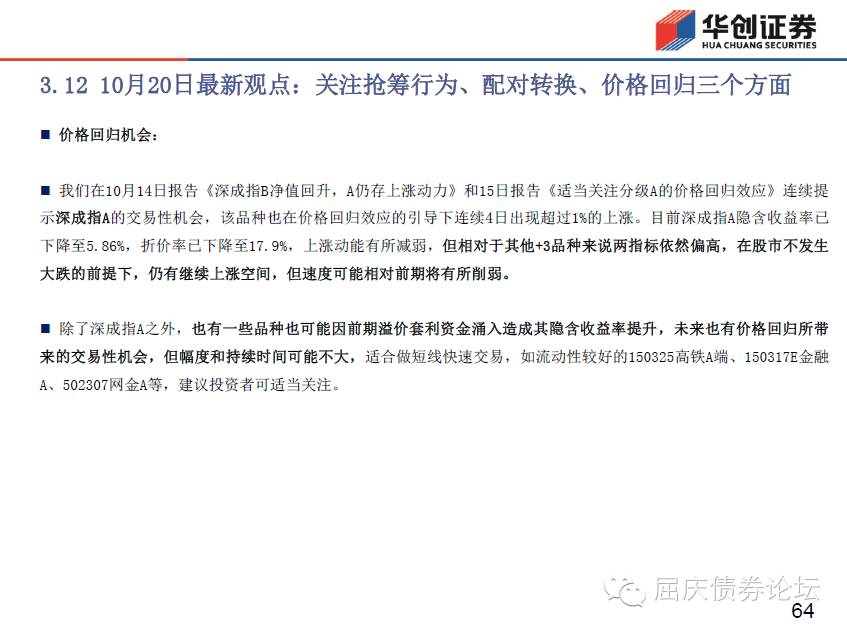 华创证券
HUA CHUANG SECURITIES
3.12 10月20日最新观点：关注抢筹行为、配对转换、价格回归三个方面
■ 价格回归机会：
■ 我们在10月14日报告《深成指B净值回升，A仍存上涨动力》和15日报告《适当关注分级A的价格回归效应》连续提
示深成指A的交易性机会，该品种也在价格回归效应的引导下连续4日出现超过1%的上涨。目前深成指A隐含收益率已
下降至5.86%，折价率已下降至17.9%，上涨动能有所减弱，但相对于其他+3品种来说两指标依然偏高，在股市不发生
大跌的前提下，仍有继续上涨空间，但速度可能相对前期将有所削弱。
■ 除了深成指A之外，也有一些品种也可能因前期溢价套利资金涌入造成其隐含收益率提升，未来也有价格回归所带
来的交易性机会，但幅度和持续时间可能不大，适合做短线快速交易，如流动性较好的150325高铁A端、150317E金融
A、502307网金A等，建议投资者可适当关注。
屈庆债券论坛
64